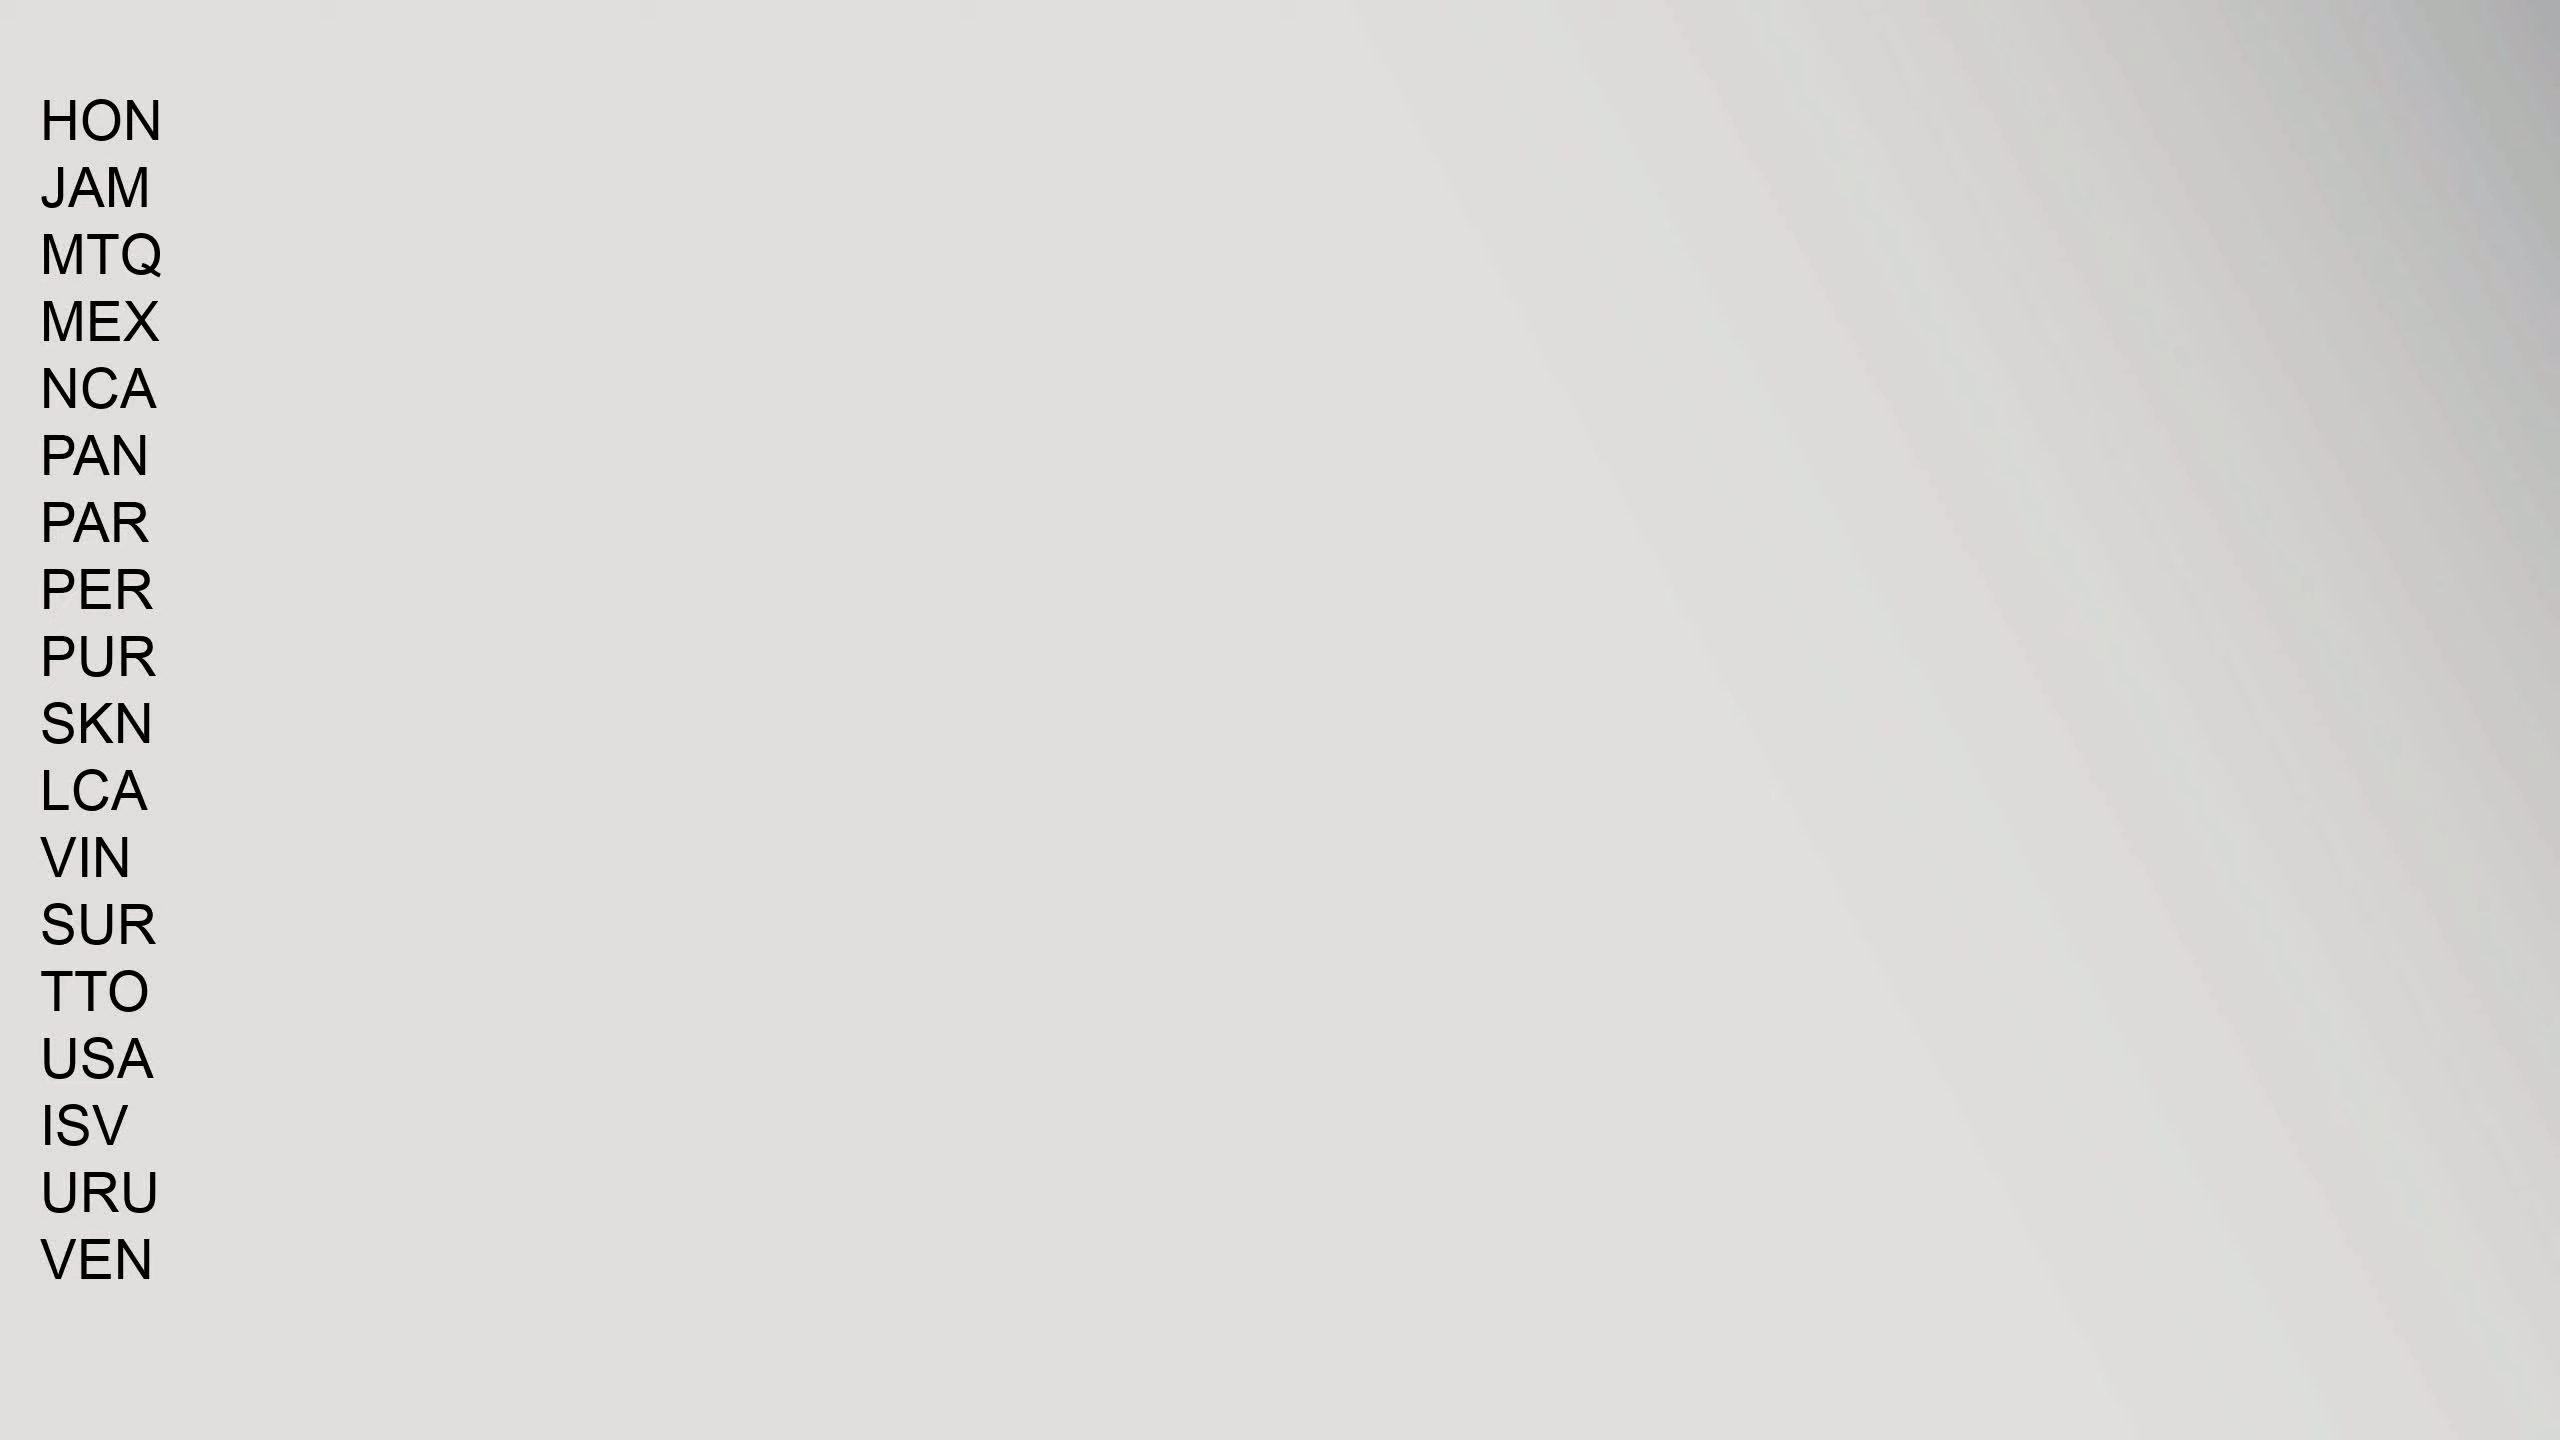 HON
JAM
MTQ
MEX
NCA
PAN
PAR
PER
PUR
SKN
LCA
VIN
SUR
TTO
USA
ISV
URU
VEN